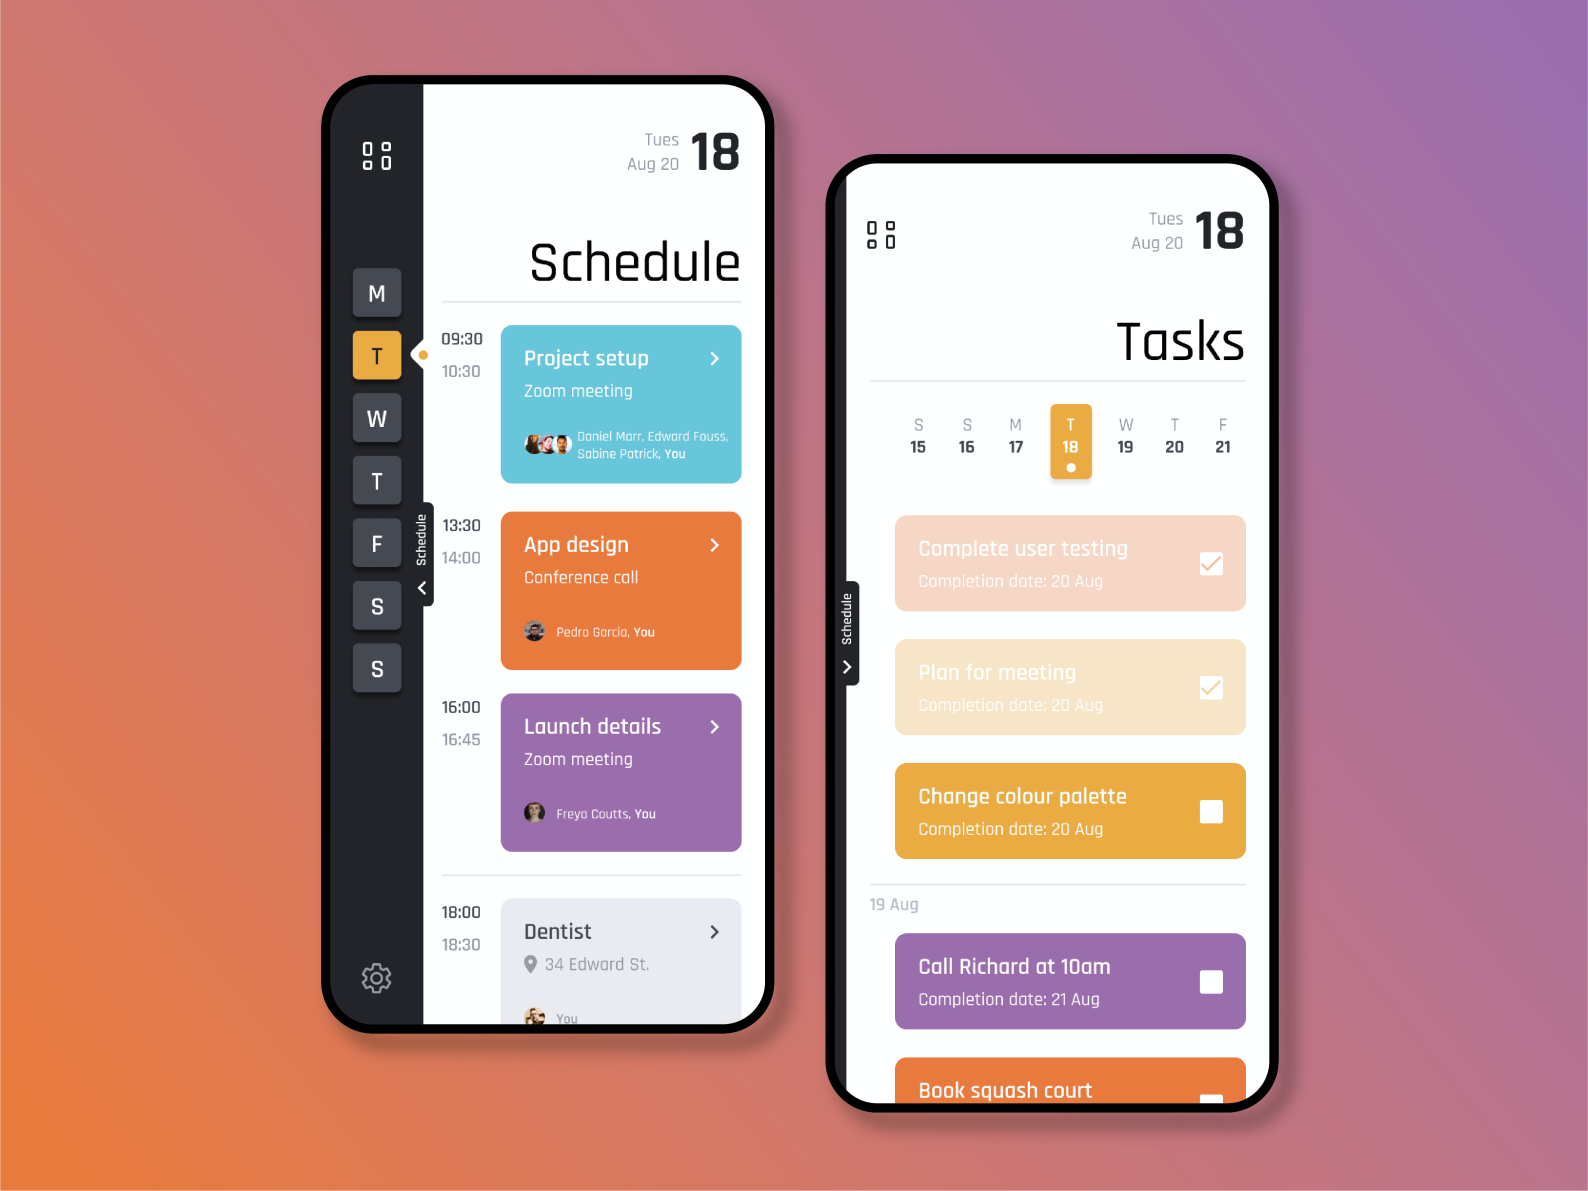 Tues
Aug 20
18
Schedule
M
T
W
T
F
S
S
Schedule
09:30
10:30
Project setup
Zoom meeting
Daniel Marr, Edward Fouss,
Sabine Patrick, You
13:30
14:00
App design
Conference call
Pedro Garcia, You
16:00
16:45
Launch details
Zoom meeting
Freya Coutts, You
18:00
18:30
Dentist
34 Edward St.
You
Tues
Aug 20
18
Tasks
S S M T W T F
15 16 17 18 19 20 21
Schedule
Complete user testing
Completion date: 20 Aug
Plan for meeting
Completion date: 20 Aug
Change colour palette
Completion date: 20 Aug
19 Aug
Call Richard at 10am
Completion date: 21 Aug
Book squash court